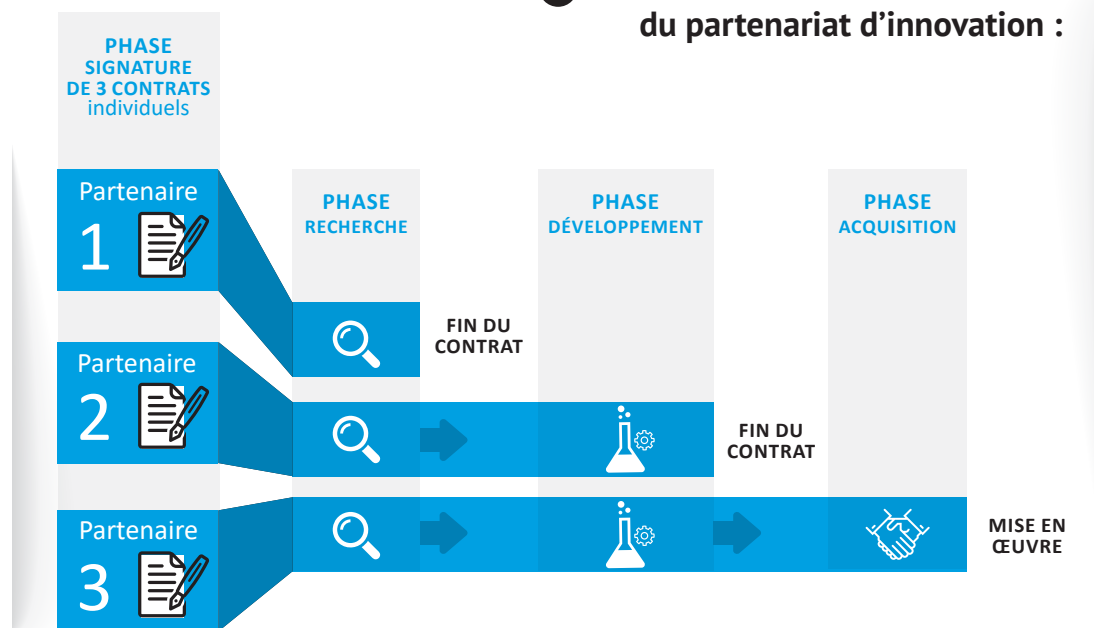 du partenariat d’innovation :
PHASE
SIGNATURE
DE 3 CONTRATS
individuels
Partenaire
1
PHASE
RECHERCHE
PHASE
DÉVELOPPEMENT
PHASE
ACQUISITION
FIN DU
CONTRAT
Partenaire
2
FIN DU
CONTRAT
Partenaire
3
MISE EN
ŒUVRE